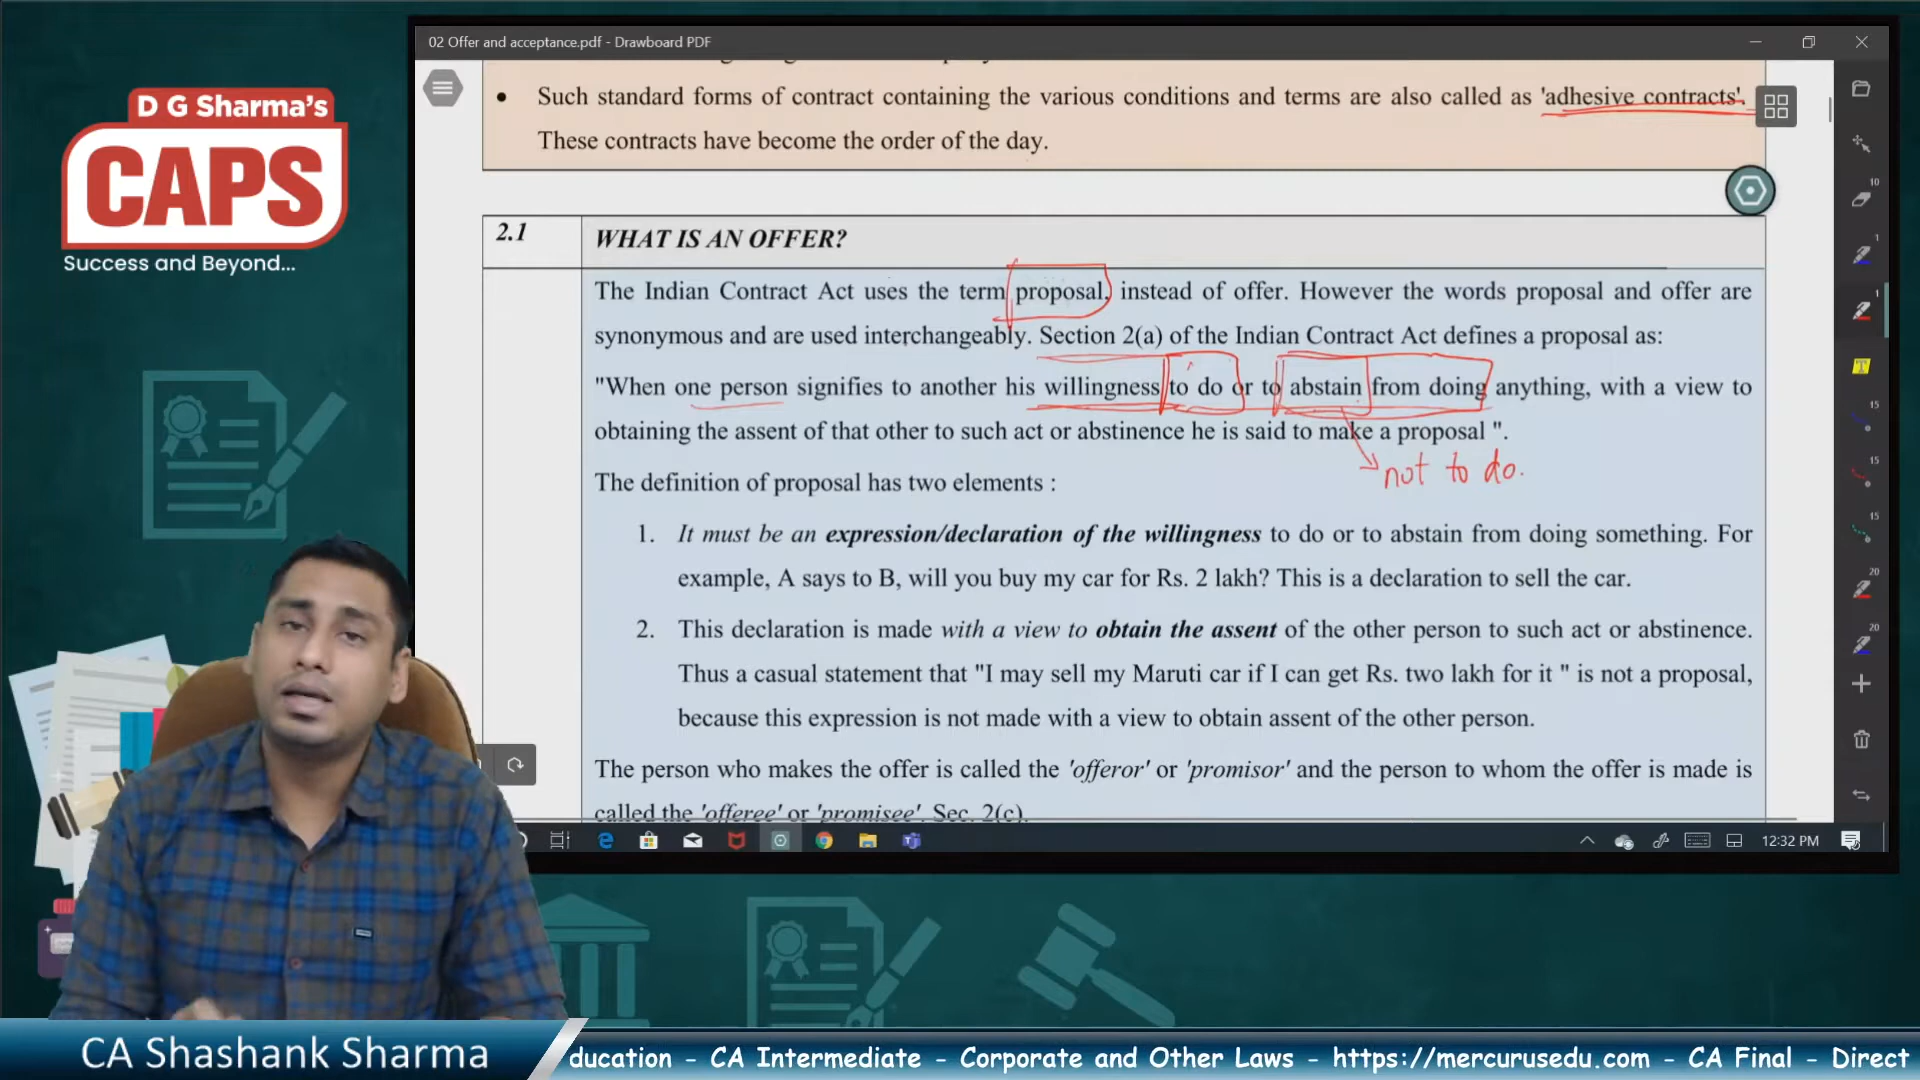 02 Offer and acceptance.pdf - Drawboard PDF
• Such standard forms of contract containing the various conditions and terms are also called as 'adhesive contracts'.
These contracts have become the order of the day.
D G Sharma's
CAPS
Success and Beyond...
2.1 WHAT IS AN OFFER?
The Indian Contract Act uses the term proposal, instead of offer. However the words proposal and offer are
synonymous and are used interchangeably. Section 2(a) of the Indian Contract Act defines a proposal as:
"When one person signifies to another his willingness to do or to abstain from doing anything, with a view to
obtaining the assent of that other to such act or abstinence he is said to make a proposal ".
not to do.
The definition of proposal has two elements :
1. It must be an expression/declaration of the willingness to do or to abstain from doing something. For
example, A says to B, will you buy my car for Rs. 2 lakh? This is a declaration to sell the car.
2. This declaration is made with a view to obtain the assent of the other person to such act or abstinence.
Thus a casual statement that "I may sell my Maruti car if I can get Rs. two lakh for it " is not a proposal,
because this expression is not made with a view to obtain assent of the other person.
The person who makes the offer is called the 'offeror' or 'promisor' and the person to whom the offer is made is
called the 'offeree' or 'promisee'. Sec. 2(c).
10
1
1
15
15
15
20
20
12:32 PM
CA Shashank Sharma
ducation - CA Intermediate - Corporate and Other Laws - https://mercurusedu.com - CA Final - Direct